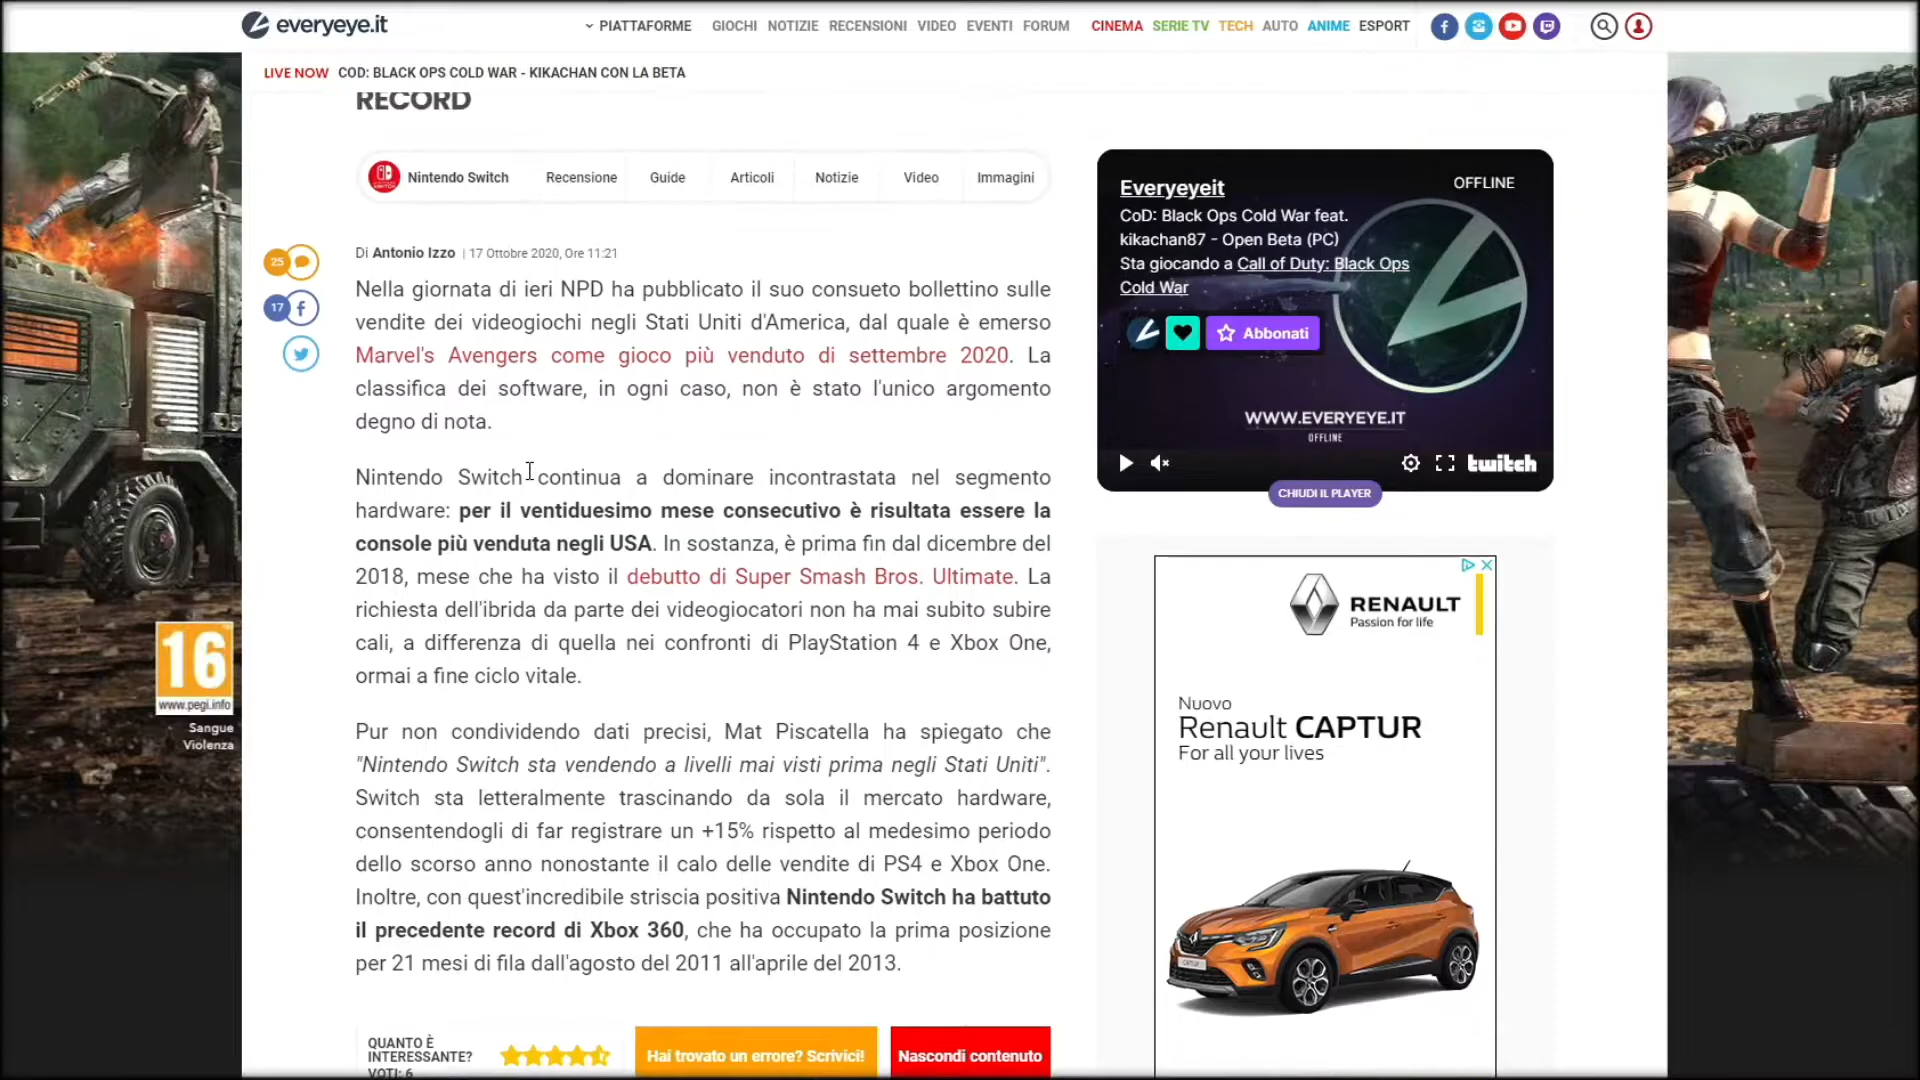 everyeye.it
PIATTAFORME GIOCHI NOTIZIE RECENSIONI VIDEO EVENTI FORUM CINEMA SERIE TV TECH AUTO ANIME ESPORT
LIVE NOW COD: BLACK OPS COLD WAR - KIKACHAN CON LA BETA
RECORD
Nintendo Switch Recensione Guide Articoli Notizie Video Immagini
Di Antonio Izzo | 17 Ottobre 2020, Ore 11:21
25
17
Nella giornata di ieri NPD ha pubblicato il suo consueto bollettino sulle
vendite dei videogiochi negli Stati Uniti d'America, dal quale è emerso
Marvel's Avengers come gioco più venduto di settembre 2020. La
classifica dei software, in ogni caso, non è stato l'unico argomento
degno di nota.
Nintendo Switch continua a dominare incontrastata nel segmento
hardware: per il ventiduesimo mese consecutivo è risultata essere la
console più venduta negli USA. In sostanza, è prima fin dal dicembre del
2018, mese che ha visto il debutto di Super Smash Bros. Ultimate. La
richiesta dell'ibrida da parte dei videogiocatori non ha mai subito subire
cali, a differenza di quella nei confronti di PlayStation 4 e Xbox One,
ormai a fine ciclo vitale.
Pur non condividendo dati precisi, Mat Piscatella ha spiegato che
"Nintendo Switch sta vendendo a livelli mai visti prima negli Stati Uniti".
Switch sta letteralmente trascinando da sola il mercato hardware,
consentendogli di far registrare un +15% rispetto al medesimo periodo
dello scorso anno nonostante il calo delle vendite di PS4 e Xbox One.
Inoltre, con quest'incredibile striscia positiva Nintendo Switch ha battuto
il precedente record di Xbox 360, che ha occupato la prima posizione
per 21 mesi di fila dall'agosto del 2011 all'aprile del 2013.
QUANTO È
INTERESSANTE?
VOTI: 6
Hai trovato un errore? Scrivici!
Nascondi contenuto
Everyeyeit
OFFLINE
CoD: Black Ops Cold War feat.
kikachan87 - Open Beta (PC)
Sta giocando a Call of Duty: Black Ops
Cold War
Abbonati
WWW.EVERYEYE.IT
OFFLINE
twitch
CHIUDI IL PLAYER
RENAULT
Passion for life
Nuovo
Renault CAPTUR
For all your lives
CAPTUR
16
www.pegi.info
Sangue
Violenza